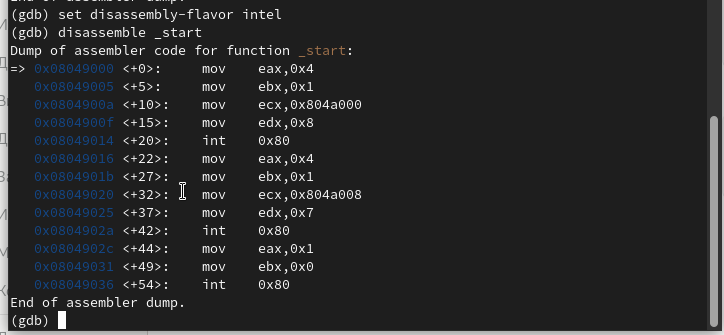 (gdb) set disassembly-flavor intel
(gdb) disassemble _start
Dump of assembler code for function _start:
=> 0x08049000 <+0>:     mov    eax,0x4
   0x08049005 <+5>:     mov    ebx,0x1
   0x0804900a <+10>:    mov    ecx,0x804a000
   0x0804900f <+15>:    mov    edx,0x8
   0x08049014 <+20>:    int    0x80
   0x08049016 <+22>:    mov    eax,0x4
   0x0804901b <+27>:    mov    ebx,0x1
   0x08049020 <+32>:    mov    ecx,0x804a008
   0x08049025 <+37>:    mov    edx,0x7
   0x0804902a <+42>:    int    0x80
   0x0804902c <+44>:    mov    eax,0x1
   0x08049031 <+49>:    mov    ebx,0x0
   0x08049036 <+54>:    int    0x80
End of assembler dump.
(gdb)